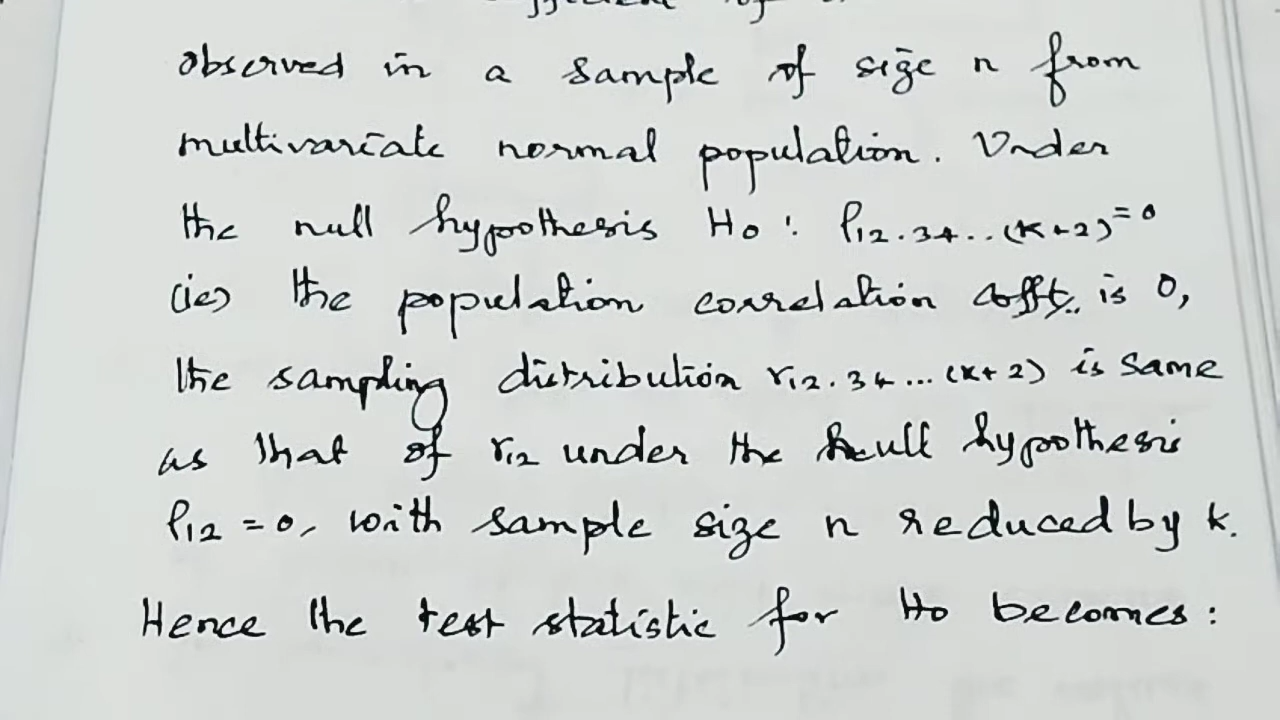 observed in a sample of size n from
multivariate normal population. Under
the null hypothesis H₀ : ρ₁₂.₃₄..(k+2) = 0
(ie) the population correlation cofft. is 0,
the sampling distribution r₁₂.₃₄...(k+2) is same
as that of r₁₂ under the null hypothesis
ρ₁₂ = 0, with sample size n reduced by k.
Hence the test statistic for H₀ becomes :